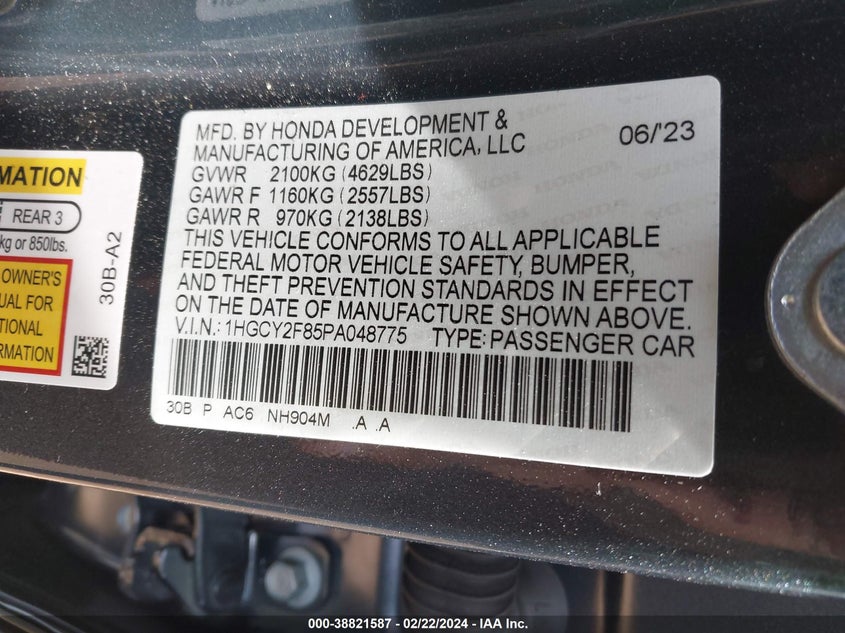 MATION
REAR 3
kg or 850lbs.
OWNER'S
UAL FOR
TIONAL
RMATION
30B-A2
MFD. BY HONDA DEVELOPMENT &
MANUFACTURING OF AMERICA, LLC
06/'23
GVWR 2100KG (4629LBS)
GAWR F 1160KG (2557LBS)
GAWR R 970KG (2138LBS)
THIS VEHICLE CONFORMS TO ALL APPLICABLE
FEDERAL MOTOR VEHICLE SAFETY, BUMPER,
AND THEFT PREVENTION STANDARDS IN EFFECT
ON THE DATE OF MANUFACTURE SHOWN ABOVE.
V.I.N.: 1HGCY2F85PA048775 TYPE: PASSENGER CAR
30B P AC6 NH904M .A .A
000-38821587 — 02/22/2024 — IAA Inc.